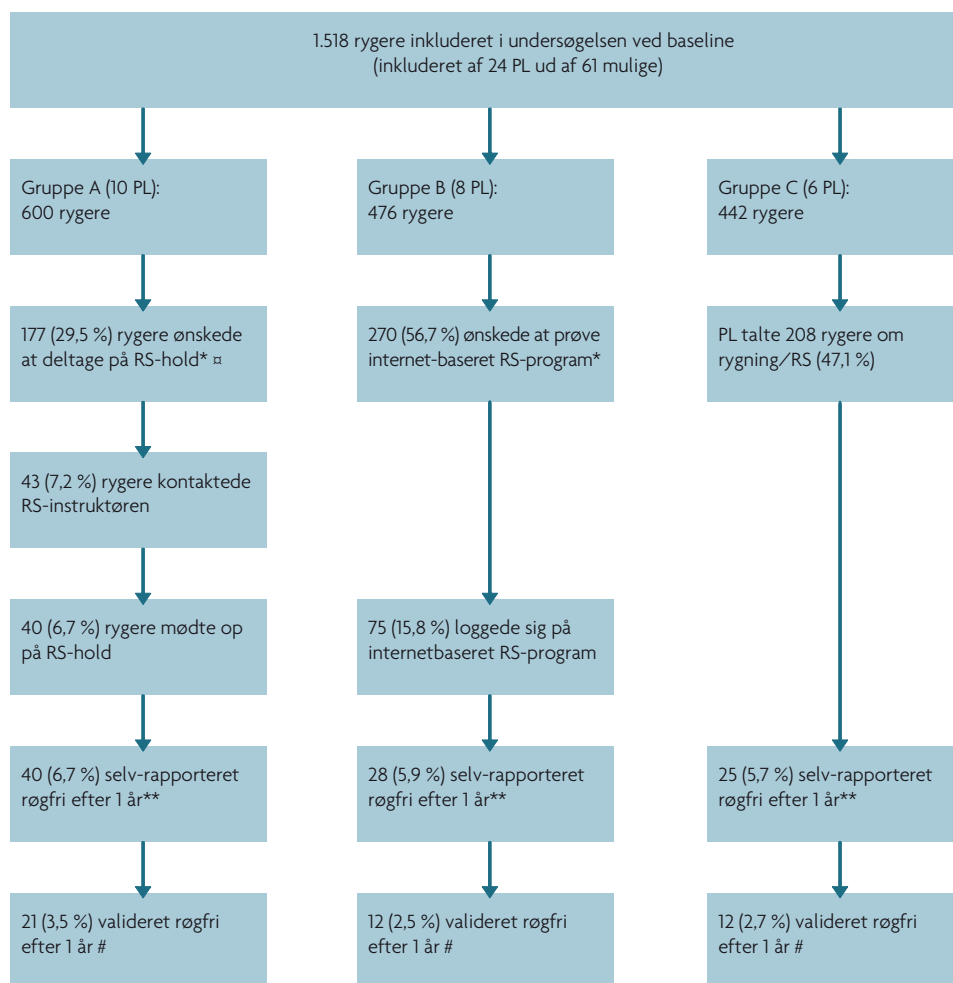 1.518 rygere inkluderet i undersøgelsen ved baseline
(inkluderet af 24 PL ud af 61 mulige)
Gruppe A (10 PL):
600 rygere
Gruppe B (8 PL):
476 rygere
Gruppe C (6 PL):
442 rygere
177 (29,5 %) rygere ønskede
at deltage på RS-hold* ¤
270 (56,7 %) ønskede at prøve
internet-baseret RS-program*
PL talte 208 rygere om
rygning/RS (47,1 %)
43 (7,2 %) rygere kontaktede
RS-instruktøren
40 (6,7 %) rygere mødte op
på RS-hold
75 (15,8 %) loggede sig på
internetbaseret RS-program
40 (6,7 %) selv-rapporteret
røgfri efter 1 år**
28 (5,9 %) selv-rapporteret
røgfri efter 1 år**
25 (5,7 %) selv-rapporteret
røgfri efter 1 år**
21 (3,5 %) valideret røgfri
efter 1 år #
12 (2,5 %) valideret røgfri
efter 1 år #
12 (2,7 %) valideret røgfri
efter 1 år #